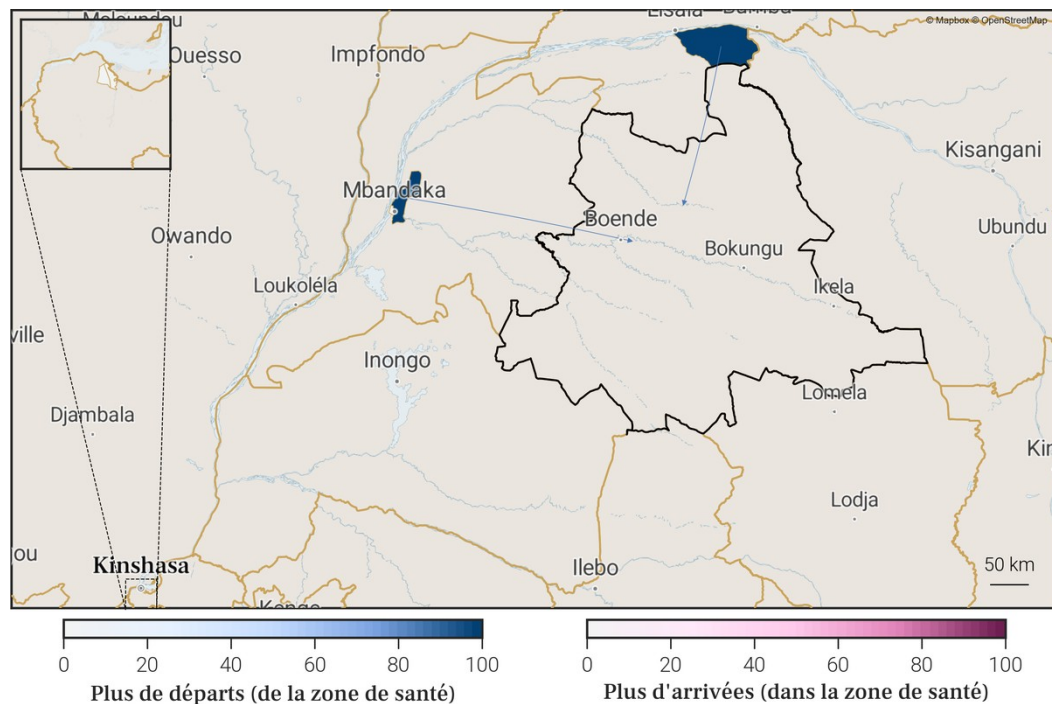 © Mapbox © OpenStreetMap
Ouesso
Impfondo
Kisangani
Mbandaka
Boende
Ubundu
Owando
Bokungu
Loukoléla
Ikela
ville
Inongo
Lomela
Djambala
Kin
Lodja
ou
Kinshasa
Ilebo
50 km
0 20 40 60 80 100
Plus de départs (de la zone de santé)
0 20 40 60 80 100
Plus d'arrivées (dans la zone de santé)